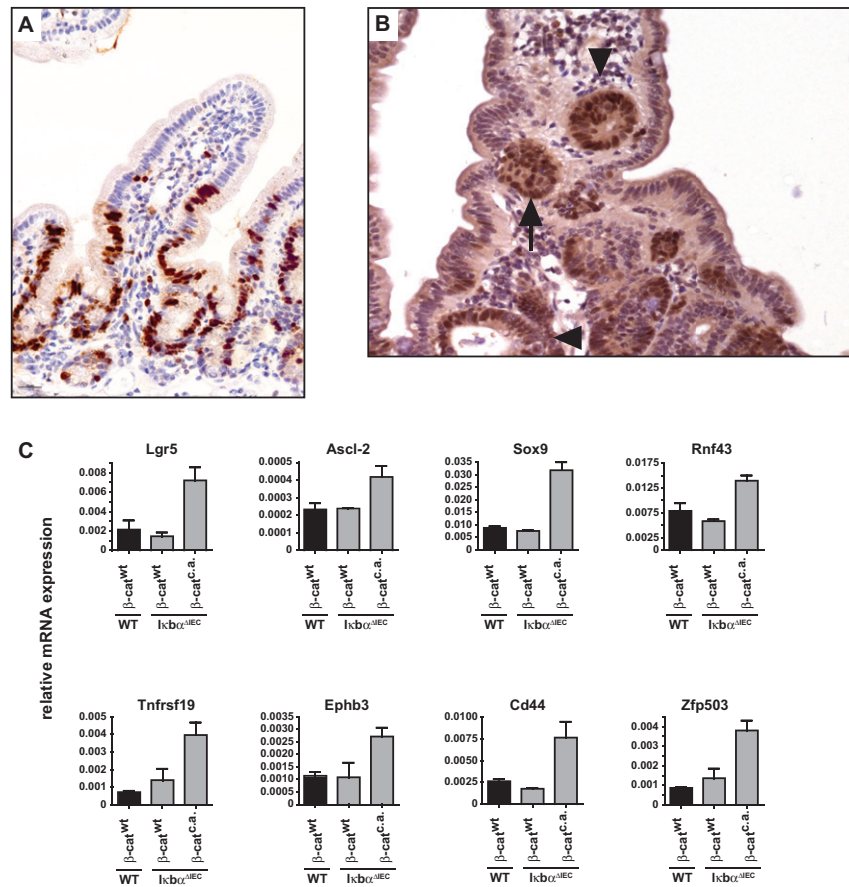 A
B
C
relative mRNA expression
Lgr5
0.008
0.006
0.004
0.002
0
β-cat^wt
β-cat^wt
β-cat^c.a.
WT
Iκbα^ΔIEC
Ascl-2
0.0005
0.0004
0.0003
0.0002
0.0001
0
β-cat^wt
β-cat^wt
β-cat^c.a.
WT
Iκbα^ΔIEC
Sox9
0.035
0.030
0.025
0.020
0.015
0.010
0.005
0
β-cat^wt
β-cat^wt
β-cat^c.a.
WT
Iκbα^ΔIEC
Rnf43
0.0175
0.0125
0.0075
0.0025
0
β-cat^wt
β-cat^wt
β-cat^c.a.
WT
Iκbα^ΔIEC
Tnfrsf19
0.005
0.004
0.003
0.002
0.001
0
β-cat^wt
β-cat^wt
β-cat^c.a.
WT
Iκbα^ΔIEC
Ephb3
0.0035
0.0030
0.0025
0.0020
0.0015
0.0010
0.0005
0
β-cat^wt
β-cat^wt
β-cat^c.a.
WT
Iκbα^ΔIEC
Cd44
0.0100
0.0075
0.0050
0.0025
0
β-cat^wt
β-cat^wt
β-cat^c.a.
WT
Iκbα^ΔIEC
Zfp503
0.004
0.003
0.002
0.001
0
β-cat^wt
β-cat^wt
β-cat^c.a.
WT
Iκbα^ΔIEC